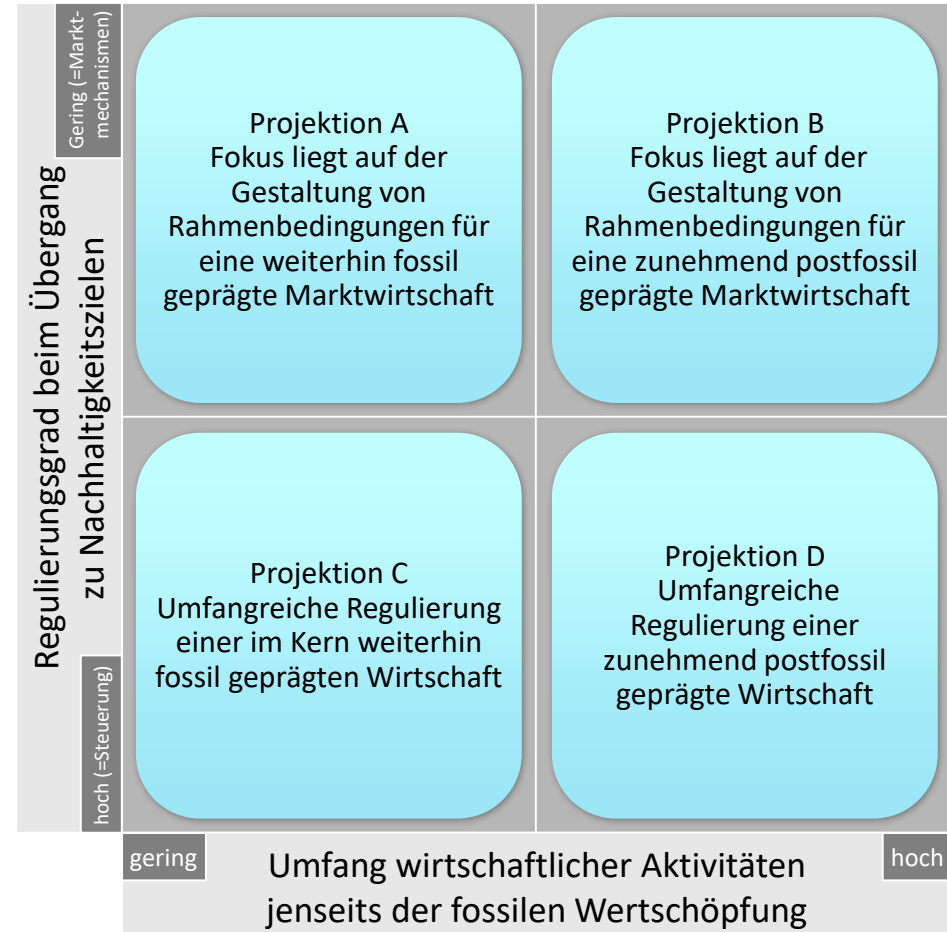 Gering (=Markt-
mechanismen)
Regulierungsgrad beim Übergang
zu Nachhaltigkeitszielen
hoch (=Steuerung)
Projektion A
Fokus liegt auf der
Gestaltung von
Rahmenbedingungen für
eine weiterhin fossil
geprägte Marktwirtschaft
Projektion B
Fokus liegt auf der
Gestaltung von
Rahmenbedingungen für
eine zunehmend postfossil
geprägte Marktwirtschaft
Projektion C
Umfangreiche Regulierung
einer im Kern weiterhin
fossil geprägten Wirtschaft
Projektion D
Umfangreiche
Regulierung einer
zunehmend postfossil
geprägte Wirtschaft
gering
Umfang wirtschaftlicher Aktivitäten
jenseits der fossilen Wertschöpfung
hoch